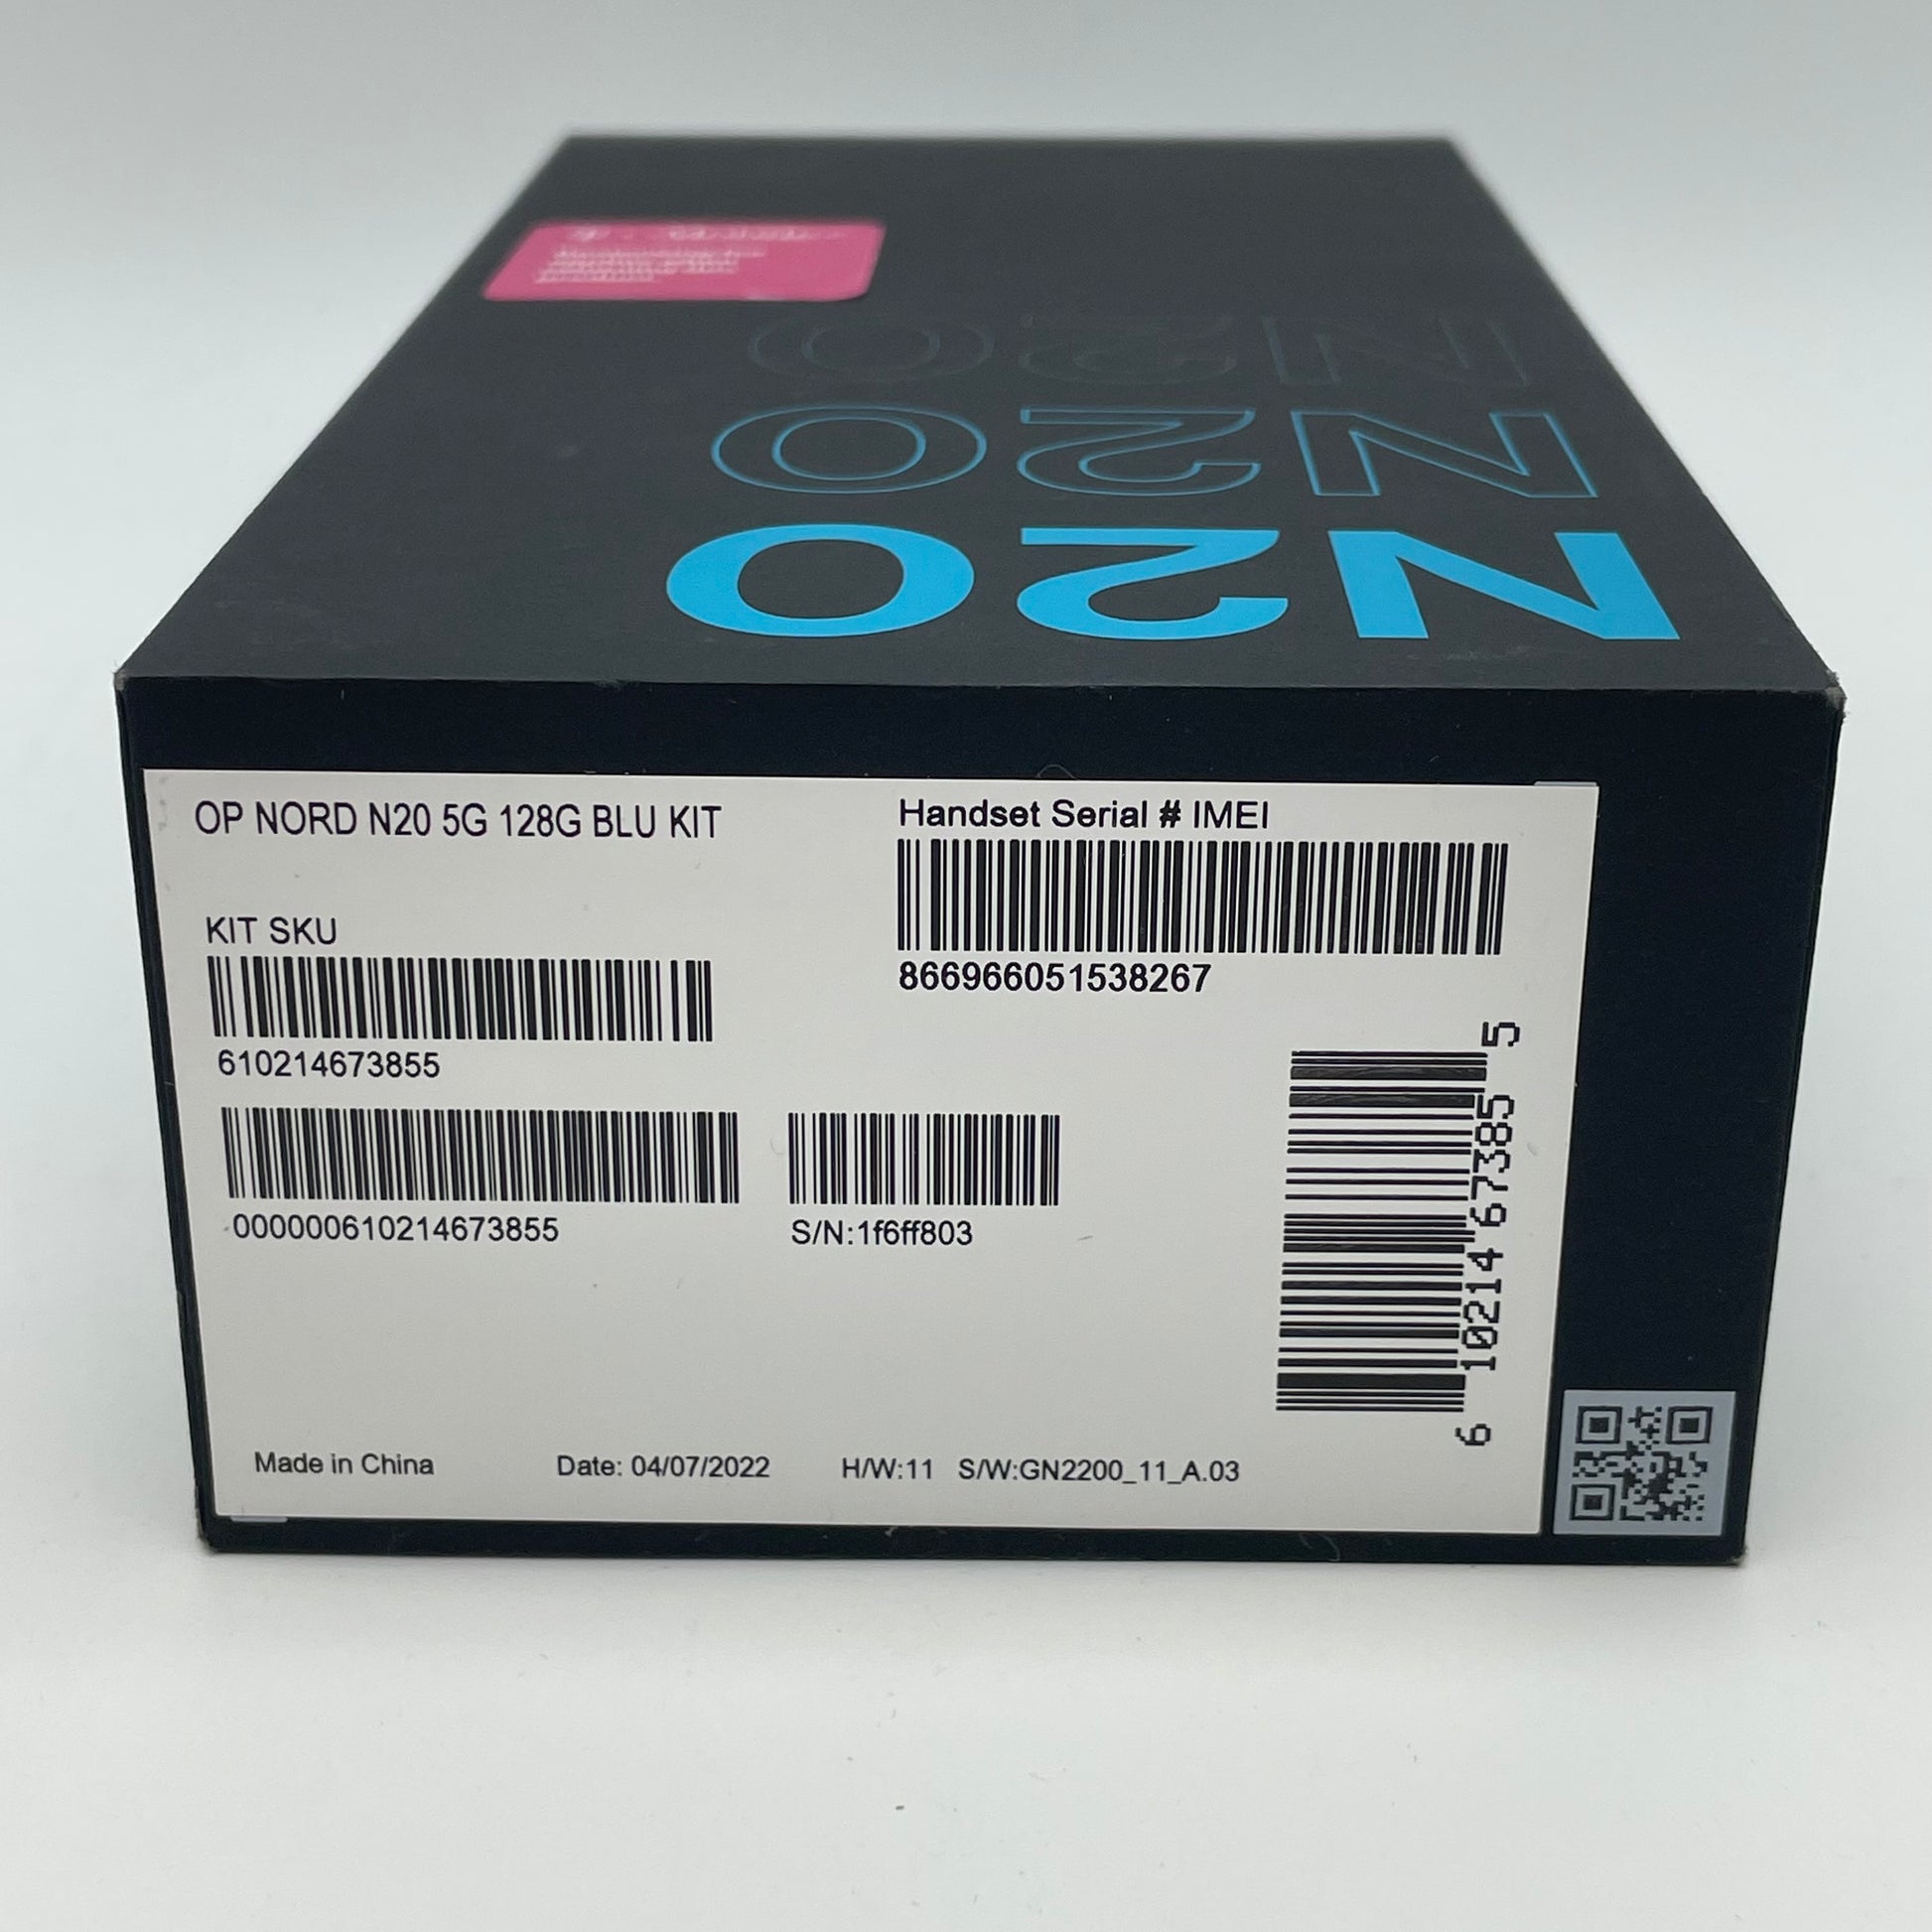 N20
N20
N20
OP NORD N20 5G 128G BLU KIT
Handset Serial # IMEI
866966051538267
KIT SKU
610214673855
000000610214673855
S/N:1f6ff803
6 10214 67385 5
Made in China
Date: 04/07/2022
H/W:11 S/W:GN2200_11_A.03